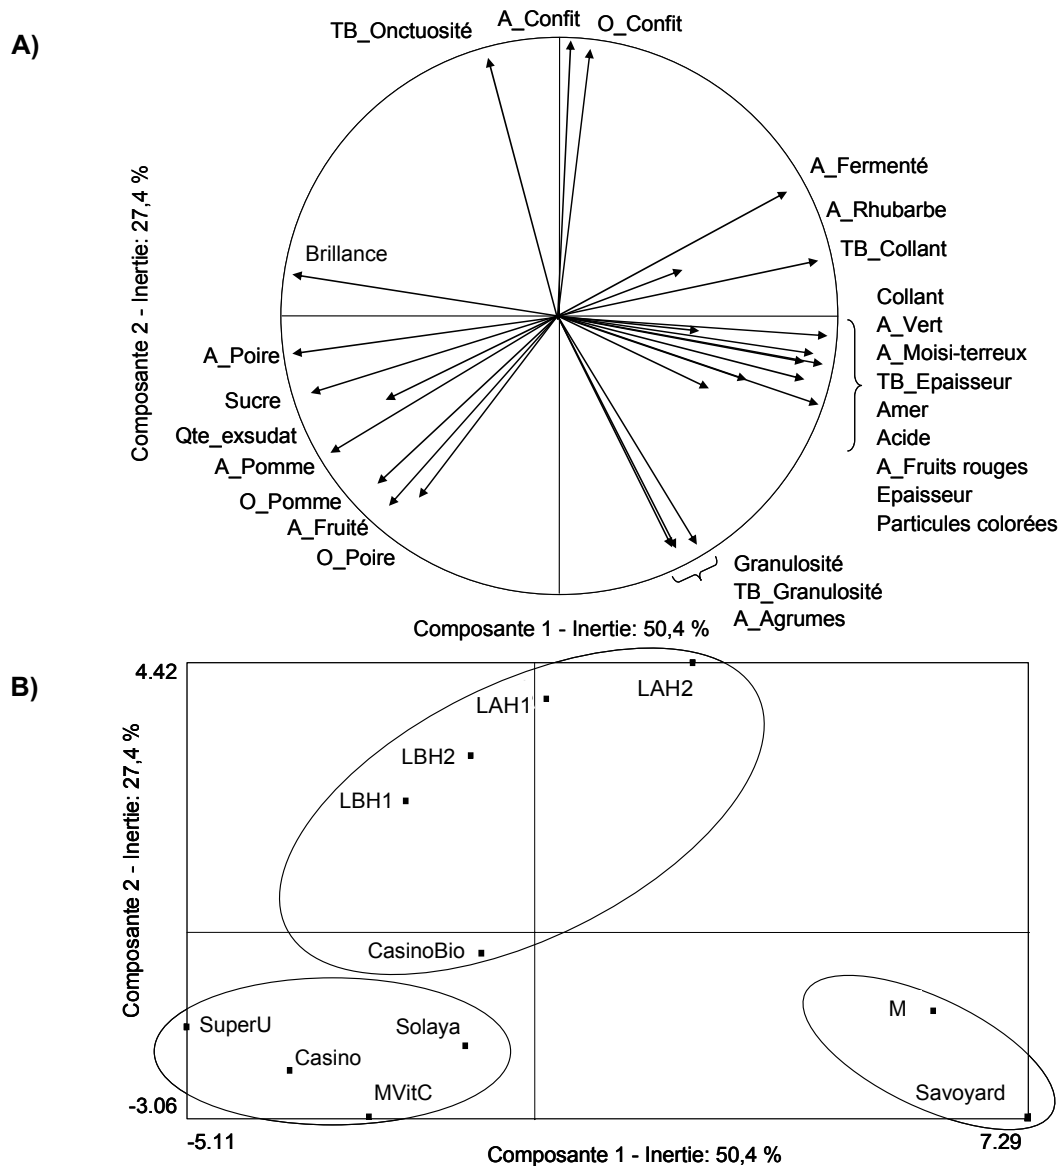 A)
TB_Onctuosité
A_Confit
O_Confit
Composante 2 - Inertie: 27,4 %
A_Fermenté
A_Rhubarbe
TB_Collant
Brillance
Collant
A_Vert
A_Moisi-terreux
TB_Epaisseur
Amer
Acide
A_Fruits rouges
Epaisseur
Particules colorées
A_Poire
Sucre
Qte_exsudat
A_Pomme
O_Pomme
A_Fruité
O_Poire
Granulosité
TB_Granulosité
A_Agrumes
Composante 1 - Inertie: 50,4 %
B)
4.42
Composante 2 - Inertie: 27,4 %
LAH2
LAH1
LBH2
LBH1
CasinoBio
SuperU
Solaya
Casino
MVitC
M
Savoyard
-3.06
-5.11
7.29
Composante 1 - Inertie: 50,4 %